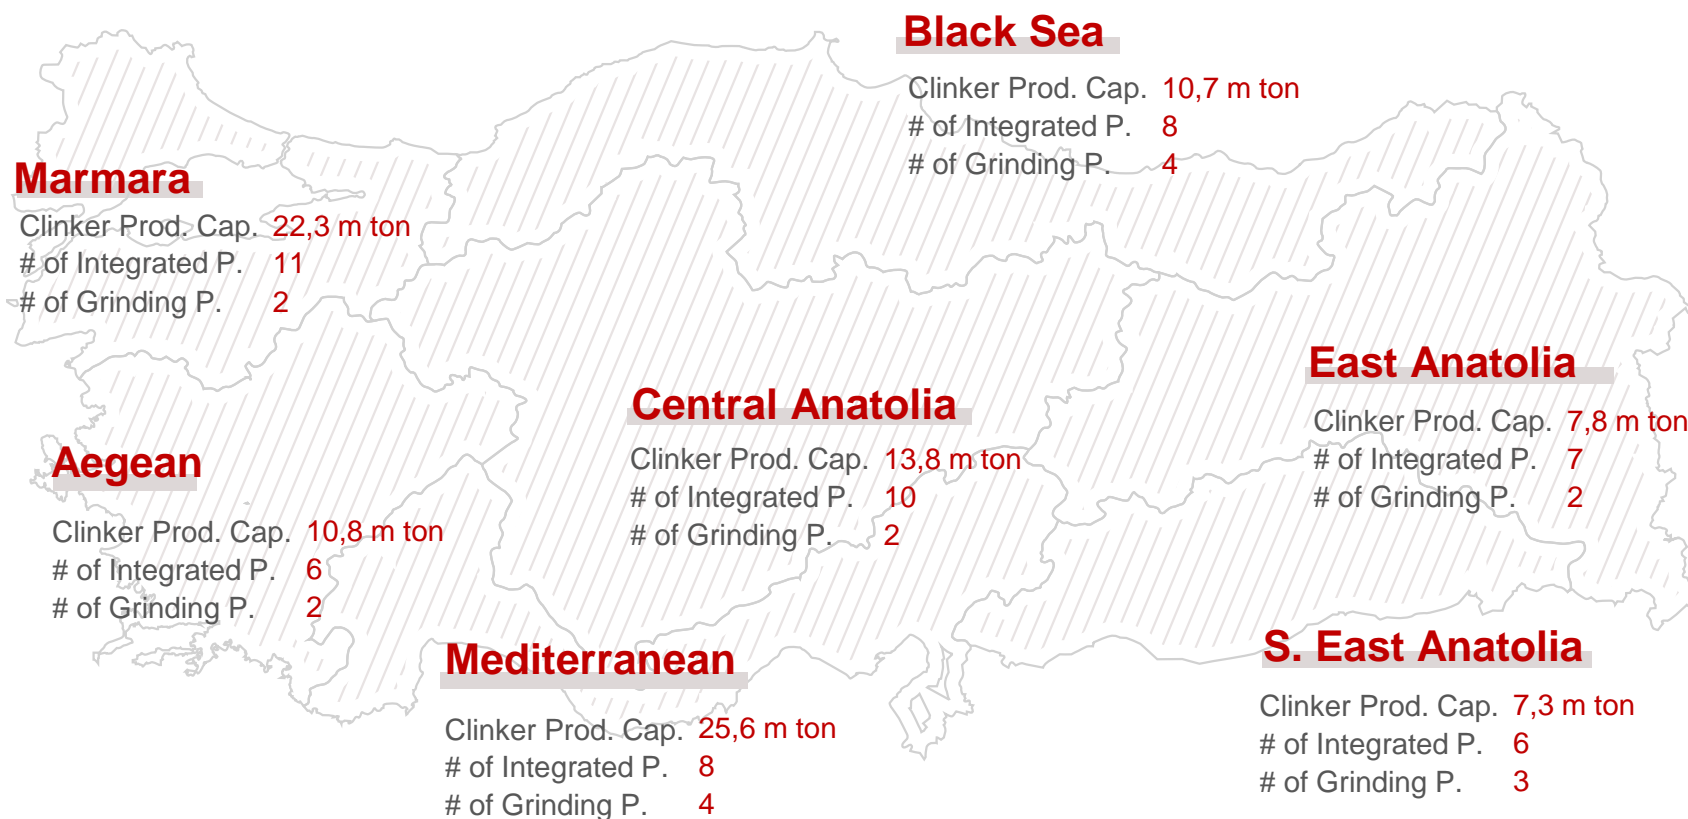 Black Sea
Clinker Prod. Cap. 10,7 m ton
# of Integrated P. 8
# of Grinding P. 4
Marmara
Clinker Prod. Cap. 22,3 m ton
# of Integrated P. 11
# of Grinding P. 2
East Anatolia
Clinker Prod. Cap. 7,8 m ton
# of Integrated P. 7
# of Grinding P. 2
Central Anatolia
Clinker Prod. Cap. 13,8 m ton
# of Integrated P. 10
# of Grinding P. 2
Aegean
Clinker Prod. Cap. 10,8 m ton
# of Integrated P. 6
# of Grinding P. 2
Mediterranean
Clinker Prod. Cap. 25,6 m ton
# of Integrated P. 8
# of Grinding P. 4
S. East Anatolia
Clinker Prod. Cap. 7,3 m ton
# of Integrated P. 6
# of Grinding P. 3